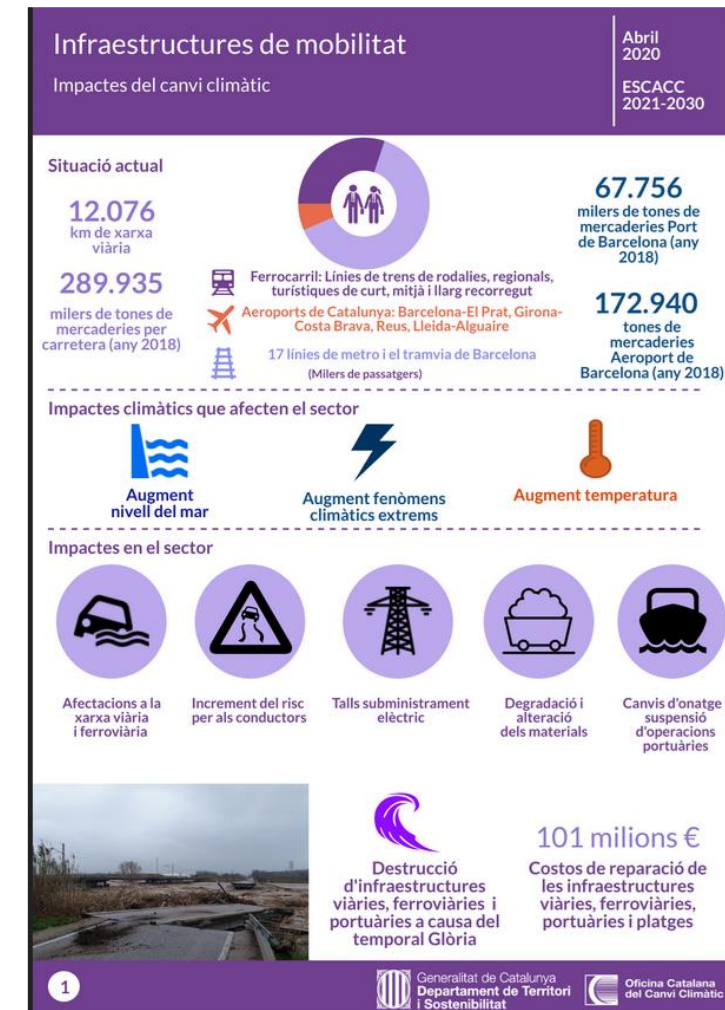 Infraestructures de mobilitat
Impactes del canvi climàtic
Abril
2020
ESCACC
2021-2030
Situació actual
12.076
km de xarxa
viària
289.935
milers de tones de
mercaderies per
carretera (any 2018)
Ferrocarril: Línies de trens de rodalies, regionals,
turístiques de curt, mitjà i llarg recorregut
Aeroports de Catalunya: Barcelona-El Prat, Girona-
Costa Brava, Reus, Lleida-Alguaire
17 línies de metro i el tramvia de Barcelona
(Milers de passatgers)
67.756
milers de tones de
mercaderies Port
de Barcelona (any
2018)
172.940
tones de
mercaderies
Aeroport de
Barcelona (any 2018)
Impactes climàtics que afecten el sector
Augment
nivell del mar
Augment fenòmens
climàtics extrems
Augment temperatura
Impactes en el sector
Afectacions a la
xarxa viària
i ferroviària
Increment del risc
per als conductors
Talls subministrament
elèctric
Degradació i
alteració
dels materials
Canvis d'onatge
suspensió
d'operacions
portuàries
Destrucció
d'infraestructures
viàries, ferroviàries i
portuàries a causa del
temporal Glòria
101 milions €
Costos de reparació de
les infraestructures
viàries, ferroviàries,
portuàries i platges
1
Generalitat de Catalunya
Departament de Territori
i Sostenibilitat
Oficina Catalana
del Canvi Climàtic